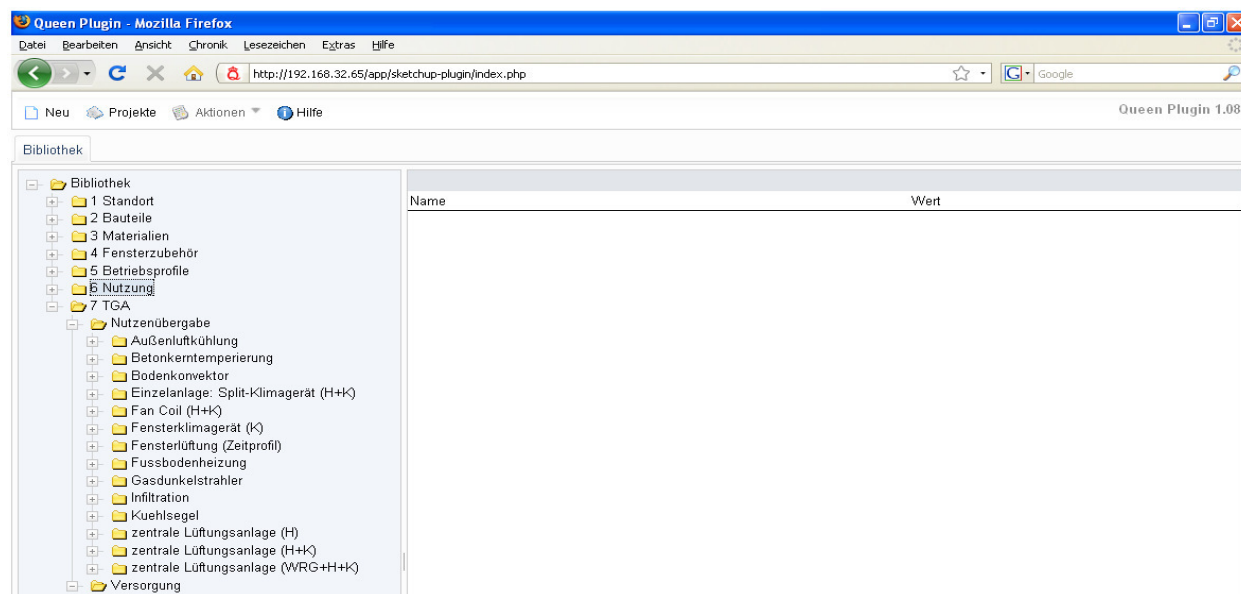 Queen Plugin - Mozilla Firefox
Datei Bearbeiten Ansicht Chronik Lesezeichen Extras Hilfe
http://192.168.32.65/app/sketchup-plugin/index.php G Google
Neu Projekte Aktionen Hilfe Queen Plugin 1.08
Bibliothek
Bibliothek
1 Standort
Name Wert
2 Bauteile
3 Materialien
4 Fensterzubehör
5 Betriebsprofile
6 Nutzung
7 TGA
Nutzenübergabe
Außenluftkühlung
Betonkerntemperierung
Bodenkonvektor
Einzelanlage: Split-Klimagerät (H+K)
Fan Coil (H+K)
Fensterklimagerät (K)
Fensterlüftung (Zeitprofil)
Fussbodenheizung
Gasdunkelstrahler
Infiltration
Kuehlsegel
zentrale Lüftungsanlage (H)
zentrale Lüftungsanlage (H+K)
zentrale Lüftungsanlage (WRG+H+K)
Versorgung